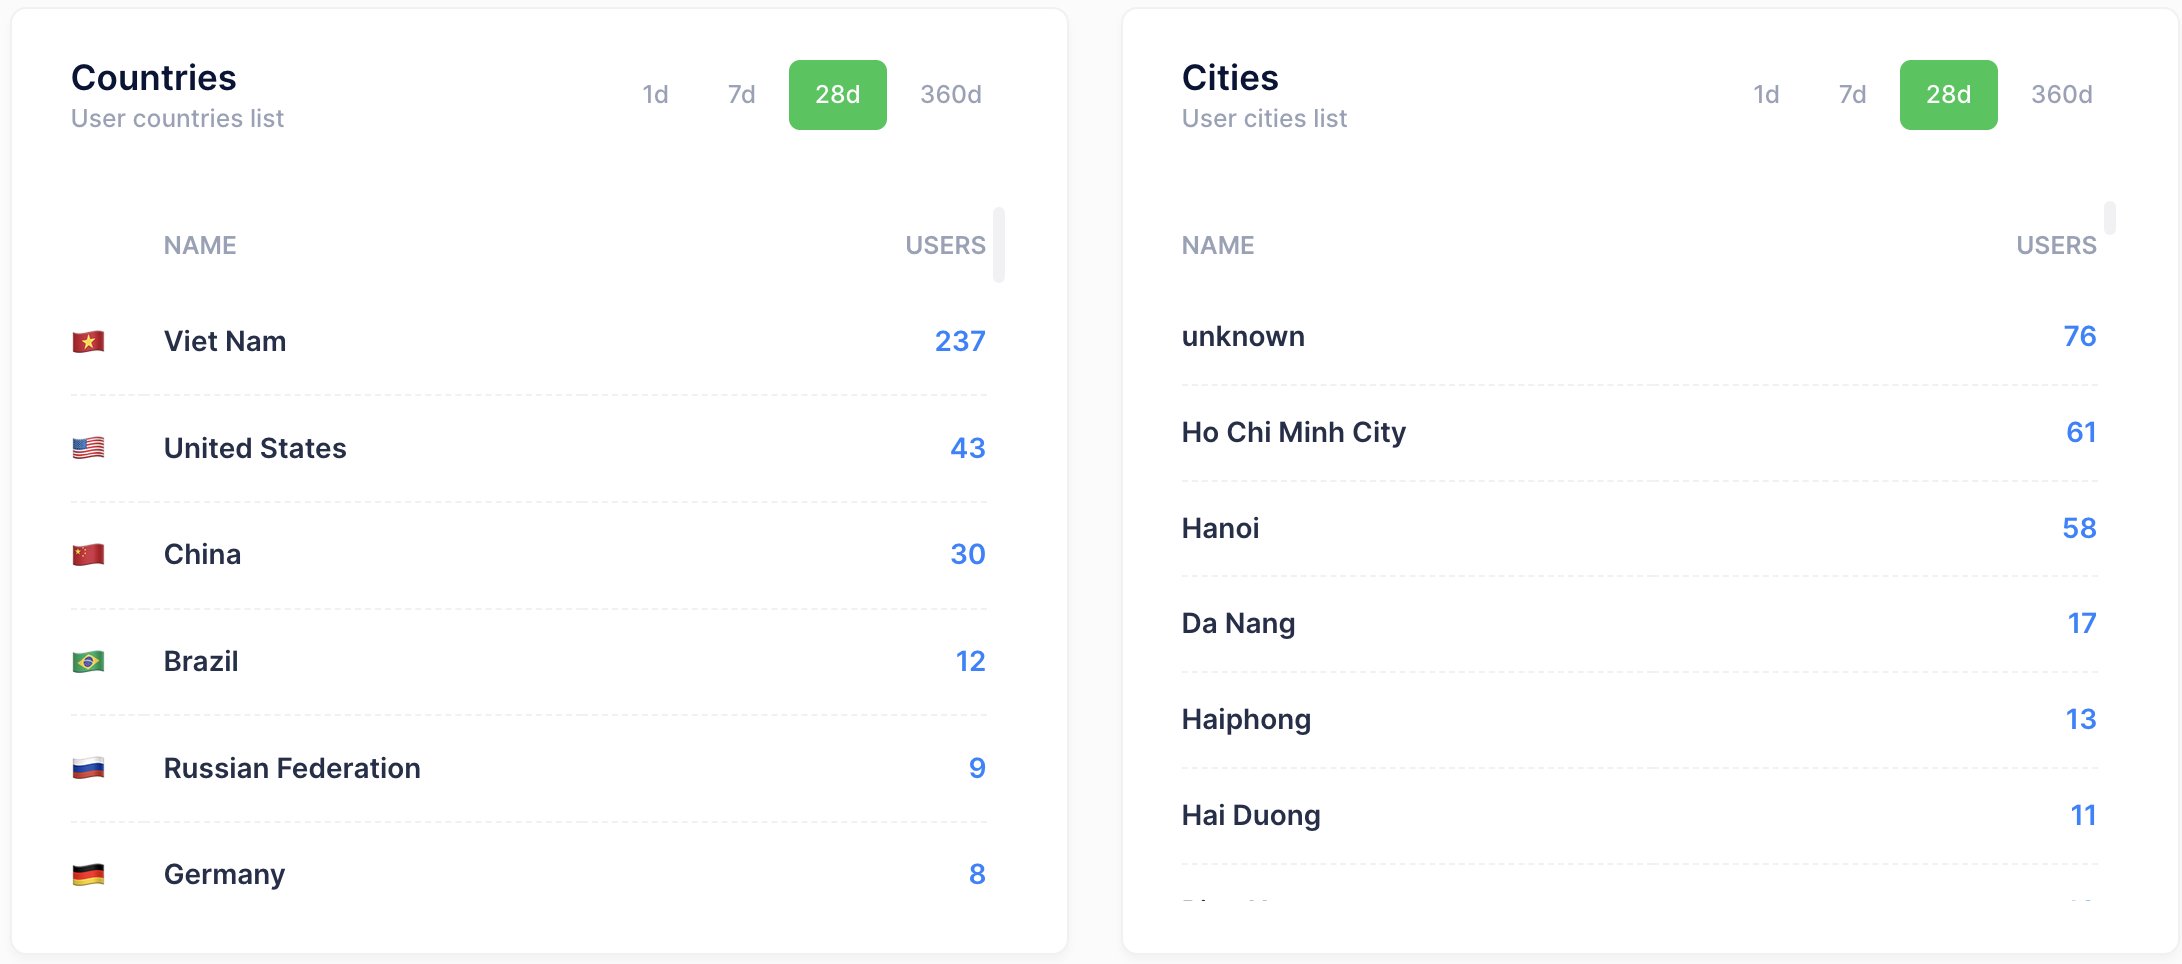 Countries
User countries list
1d 7d 28d 360d
NAME USERS
Viet Nam 237
United States 43
China 30
Brazil 12
Russian Federation 9
Germany 8
Cities
User cities list
1d 7d 28d 360d
NAME USERS
unknown 76
Ho Chi Minh City 61
Hanoi 58
Da Nang 17
Haiphong 13
Hai Duong 11